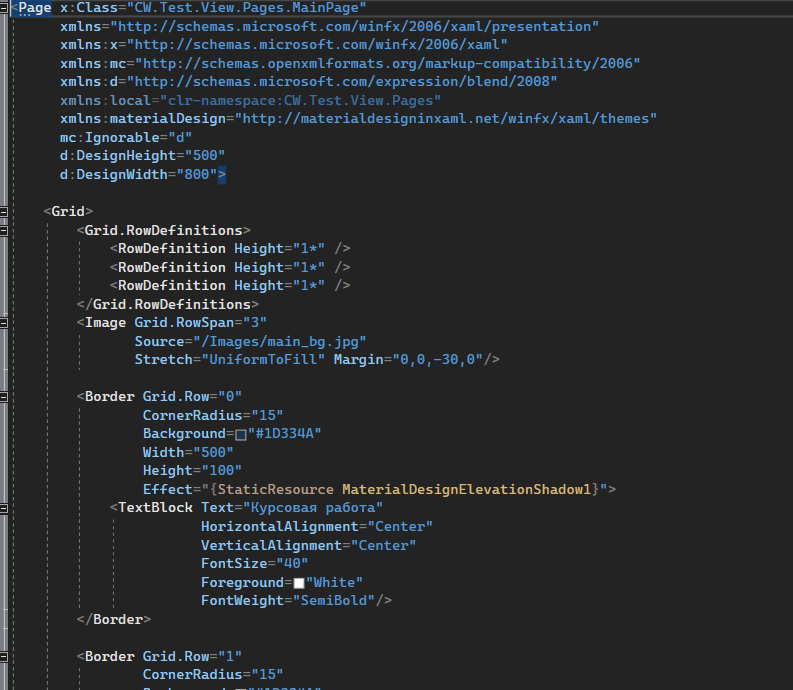 <Page x:Class="CW.Test.View.Pages.MainPage"
xmlns="http://schemas.microsoft.com/winfx/2006/xaml/presentation"
xmlns:x="http://schemas.microsoft.com/winfx/2006/xaml"
xmlns:mc="http://schemas.openxmlformats.org/markup-compatibility/2006"
xmlns:d="http://schemas.microsoft.com/expression/blend/2008"
xmlns:local="clr-namespace:CW.Test.View.Pages"
xmlns:materialDesign="http://materialdesigninxaml.net/winfx/xaml/themes"
mc:Ignorable="d"
d:DesignHeight="500"
d:DesignWidth="800">
<Grid>
<Grid.RowDefinitions>
<RowDefinition Height="1*" />
<RowDefinition Height="1*" />
<RowDefinition Height="1*" />
</Grid.RowDefinitions>
<Image Grid.RowSpan="3"
Source="/Images/main_bg.jpg"
Stretch="UniformToFill" Margin="0,0,-30,0"/>
<Border Grid.Row="0"
CornerRadius="15"
Background="#1D334A"
Width="500"
Height="100"
Effect="{StaticResource MaterialDesignElevationShadow1}">
<TextBlock Text="Курсовая работа"
HorizontalAlignment="Center"
VerticalAlignment="Center"
FontSize="40"
Foreground="White"
FontWeight="SemiBold"/>
</Border>
<Border Grid.Row="1"
CornerRadius="15"